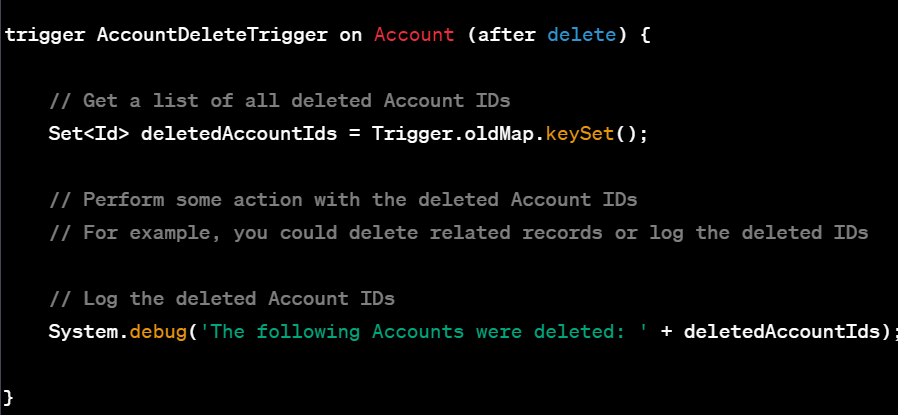 trigger AccountDeleteTrigger on Account (after delete) {
// Get a list of all deleted Account IDs
Set<Id> deletedAccountIds = Trigger.oldMap.keySet();
// Perform some action with the deleted Account IDs
// For example, you could delete related records or log the deleted IDs
// Log the deleted Account IDs
System.debug('The following Accounts were deleted: ' + deletedAccountIds);
}